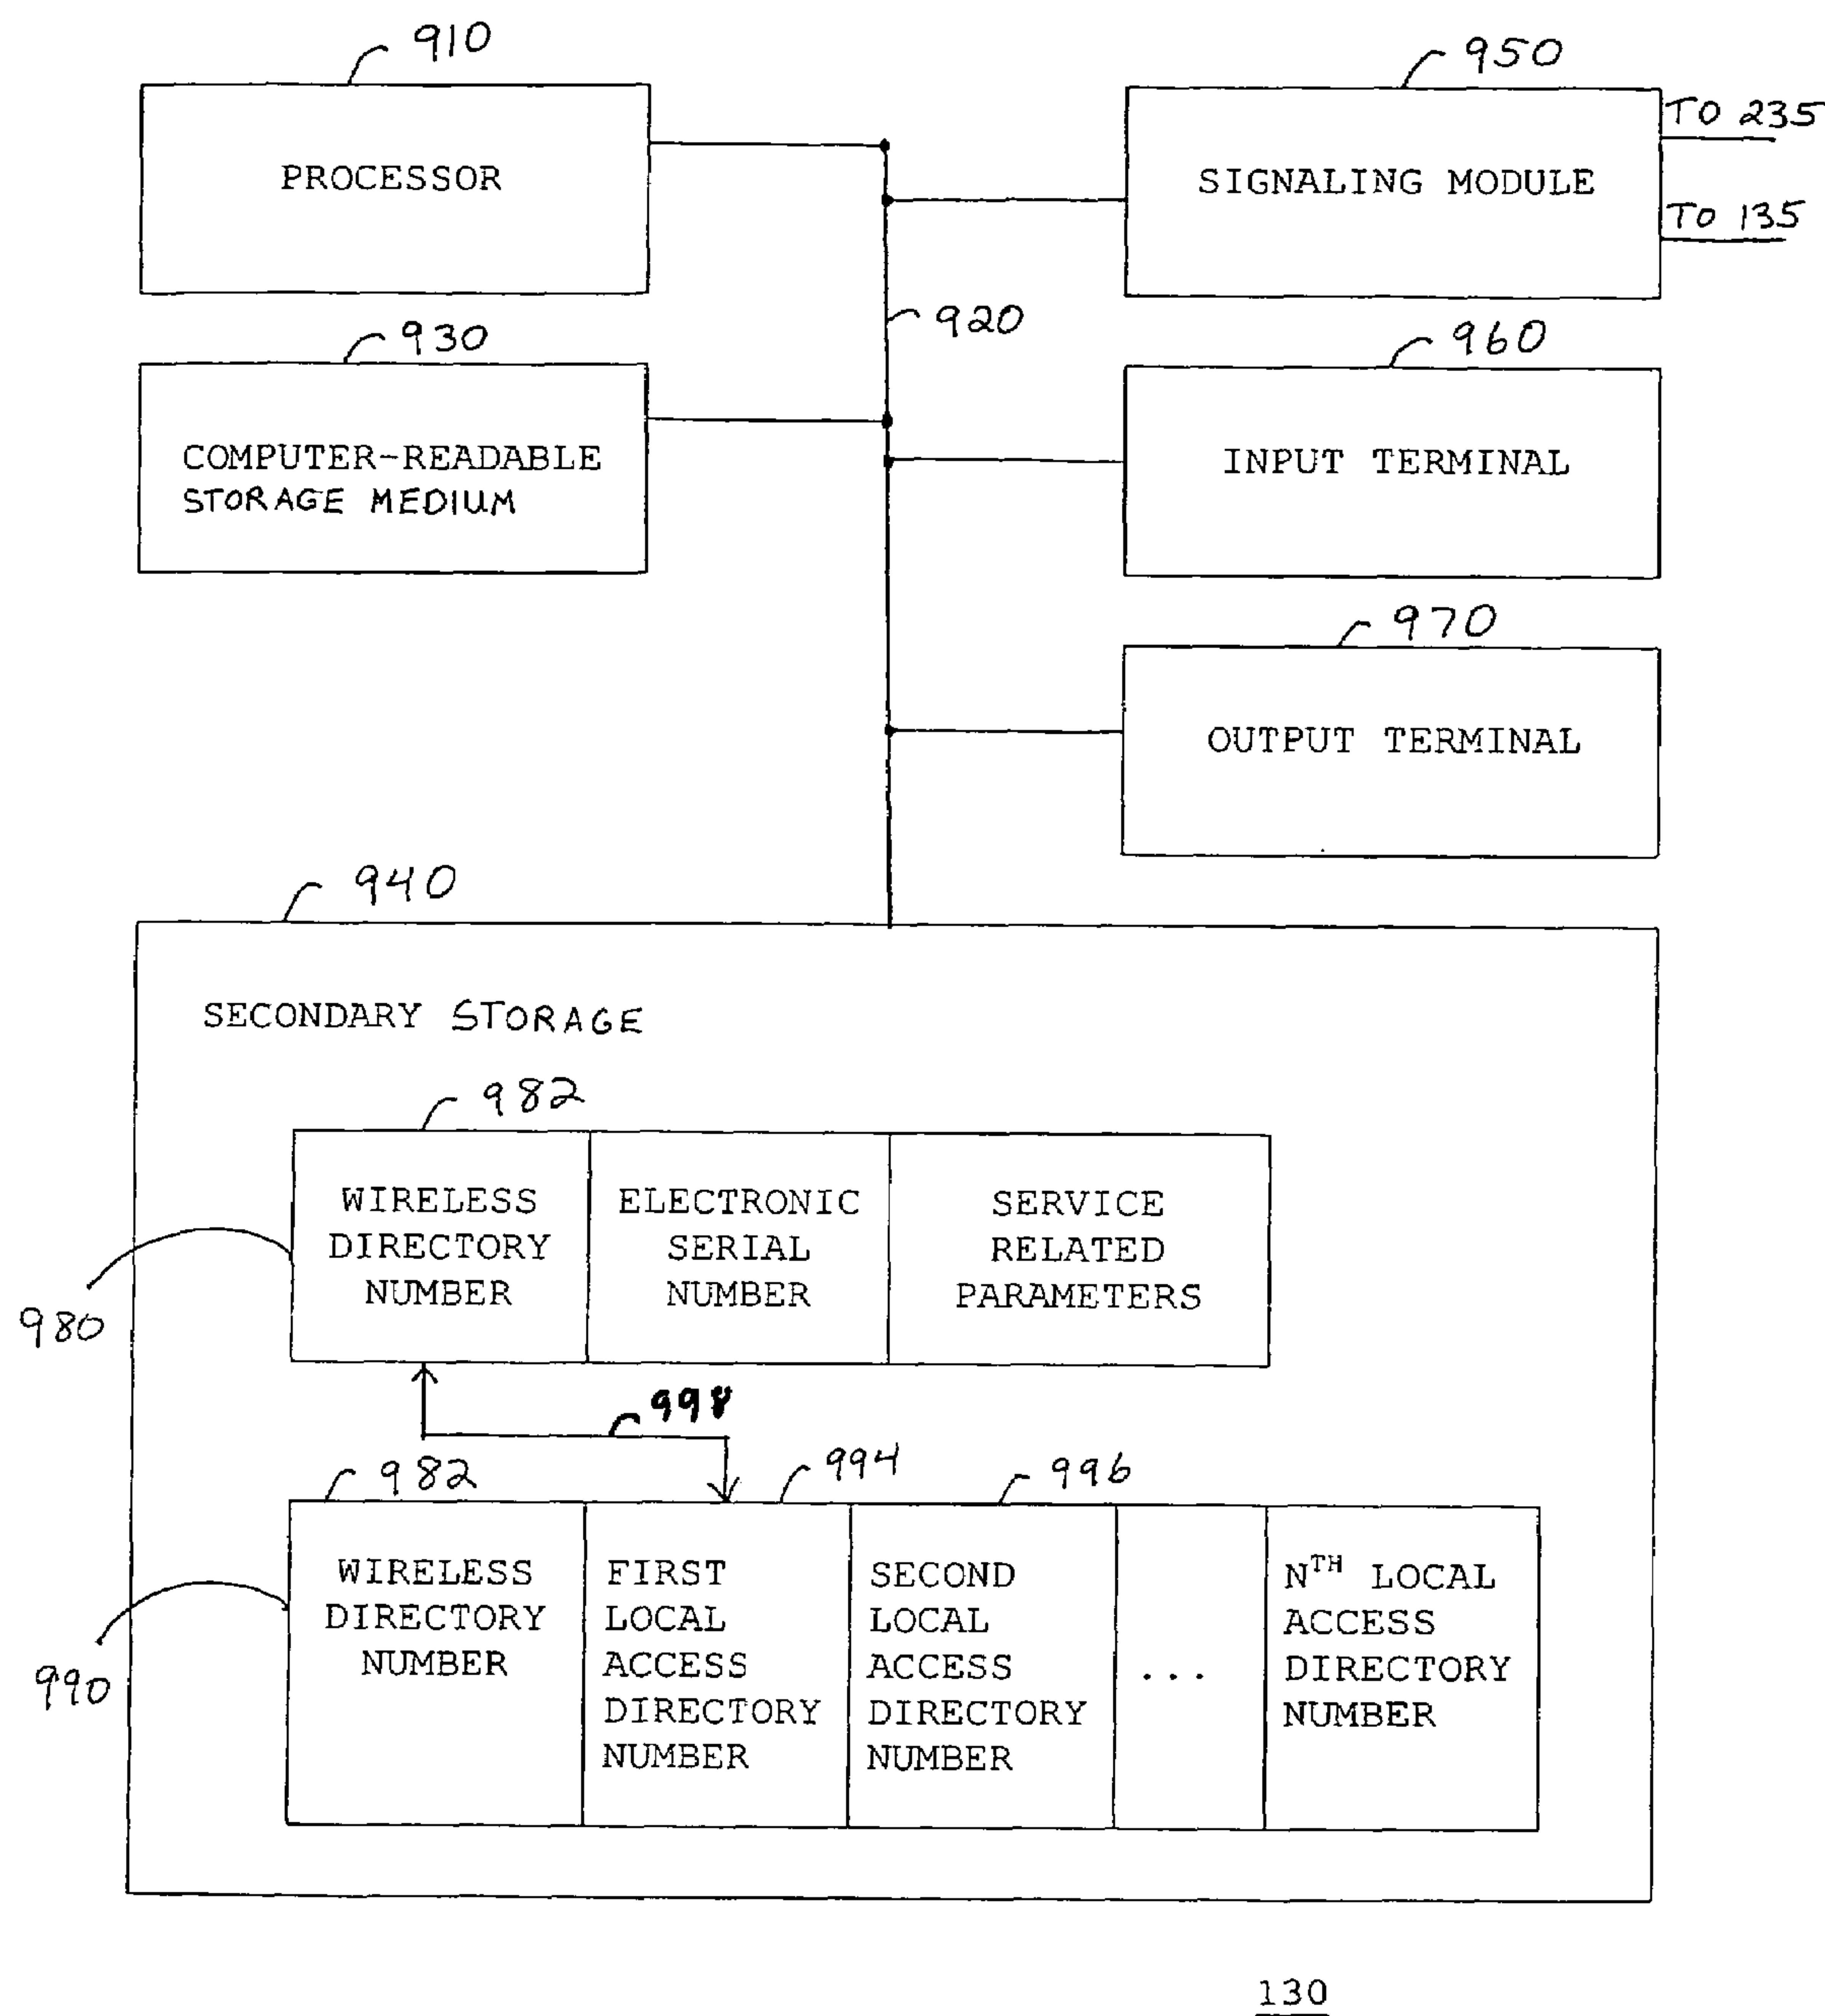 910
PROCESSOR
950
SIGNALING MODULE
TO 235
TO 135
920
930
COMPUTER-READABLE
STORAGE MEDIUM
960
INPUT TERMINAL
970
OUTPUT TERMINAL
940
SECONDARY STORAGE
982
WIRELESS
DIRECTORY
NUMBER
ELECTRONIC
SERIAL
NUMBER
SERVICE
RELATED
PARAMETERS
980
998
982
994
996
WIRELESS
DIRECTORY
NUMBER
FIRST
LOCAL
ACCESS
DIRECTORY
NUMBER
SECOND
LOCAL
ACCESS
DIRECTORY
NUMBER
...
NTH LOCAL
ACCESS
DIRECTORY
NUMBER
990
130